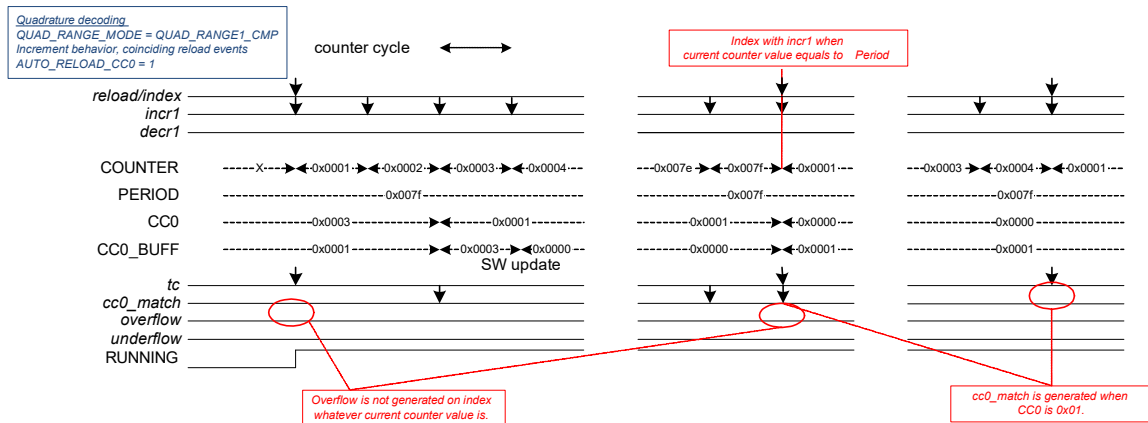 Quadrature decoding
QUAD_RANGE_MODE = QUAD_RANGE1_CMP
Increment behavior, coinciding reload events
AUTO_RELOAD_CC0 = 1
counter cycle
Index with incr1 when
current counter value equals to Period
reload/index
incr1
decr1
COUNTER X 0x0001 0x0002 0x0003 0x0004 0x007e 0x007f 0x0001 0x0003 0x0004 0x0001
PERIOD 0x007f 0x007f 0x007f
CC0 0x0003 0x0001 0x0001 0x0000 0x0000
CC0_BUFF 0x0001 0x0003 0x0000 0x0000 0x0001 0x0001
SW update
tc
cc0_match
overflow
underflow
RUNNING
Overflow is not generated on index
whatever current counter value is.
cc0_match is generated when
CC0 is 0x01.